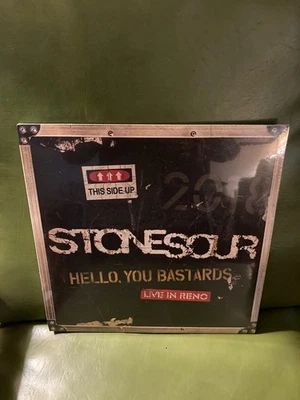 2018
THIS SIDE UP
STONESOUR
HELLO, YOU BASTARDS
LIVE IN RENO